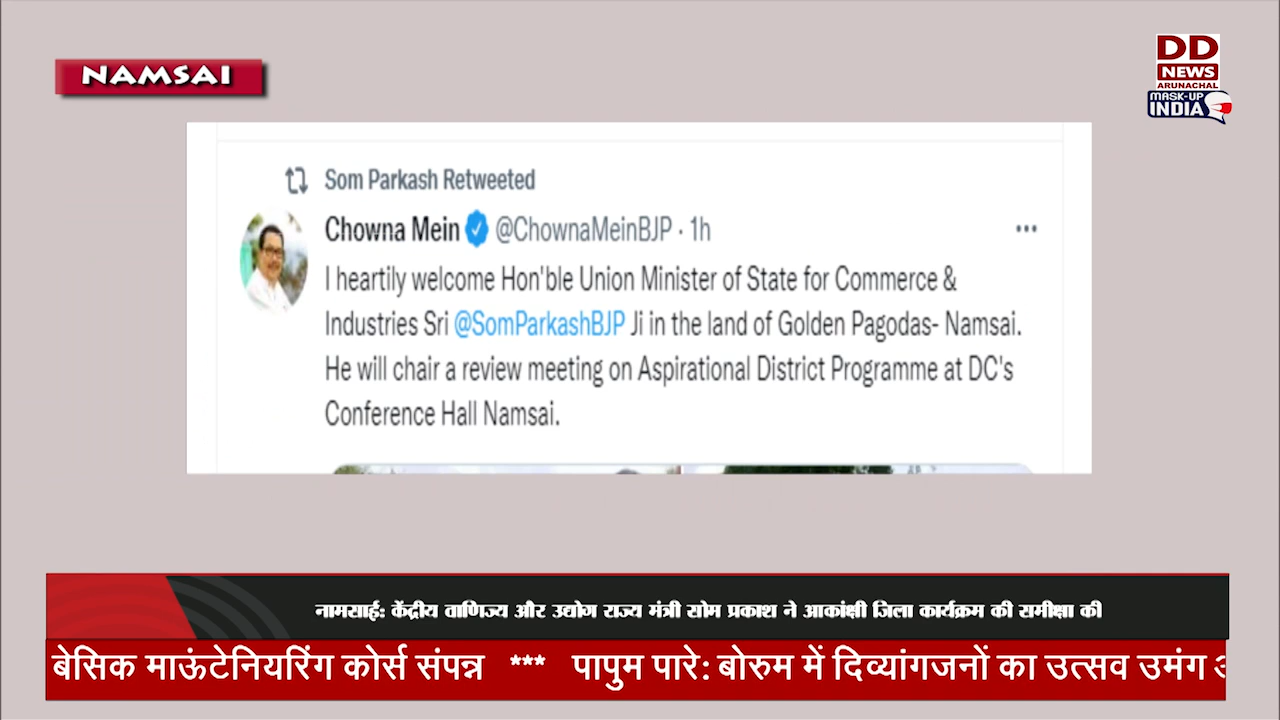 NAMSAI
DD
NEWS
ARUNACHAL
MASK-UP
INDIA
Som Parkash Retweeted
Chowna Mein @ChownaMeinBJP · 1h
I heartily welcome Hon'ble Union Minister of State for Commerce &
Industries Sri @SomParkashBJP Ji in the land of Golden Pagodas- Namsai.
He will chair a review meeting on Aspirational District Programme at DC's
Conference Hall Namsai.
नामसाई: केंद्रीय वाणिज्य और उद्योग राज्य मंत्री सोम प्रकाश ने आकांक्षी जिला कार्यक्रम की समीक्षा की
बेसिक माऊंटेनियरिंग कोर्स संपन्न *** पापुम पारे: बोरुम में दिव्यांगजनों का उत्सव उमंग